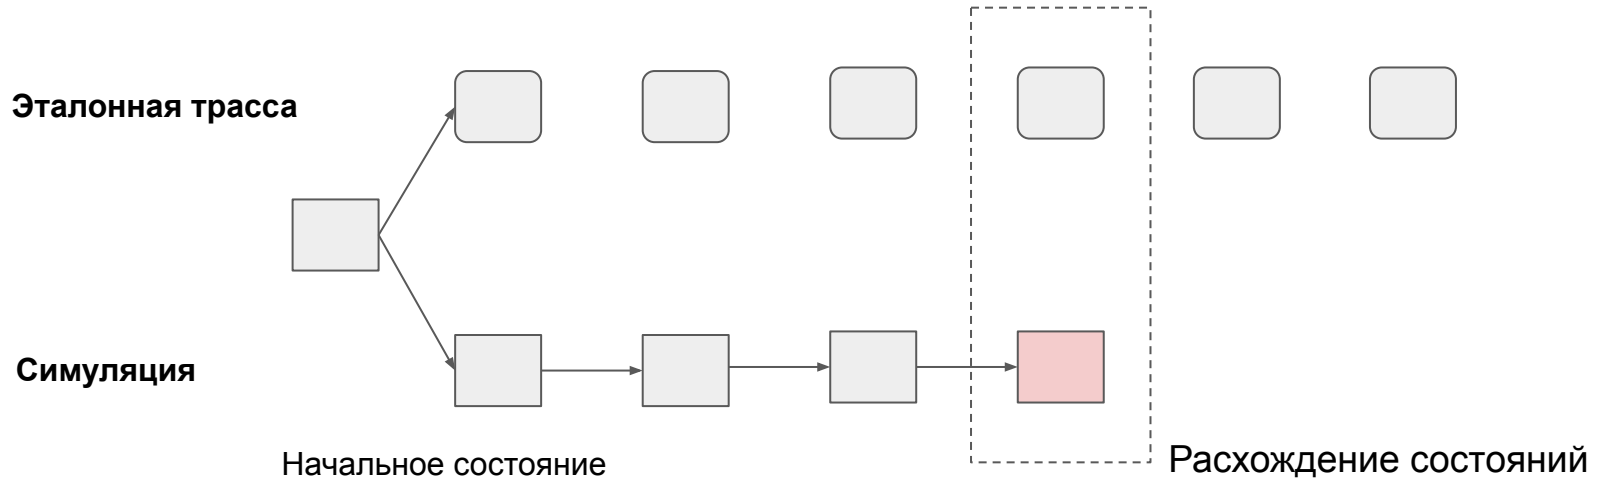 Эталонная трасса
Симуляция
Начальное состояние
Расхождение состояний